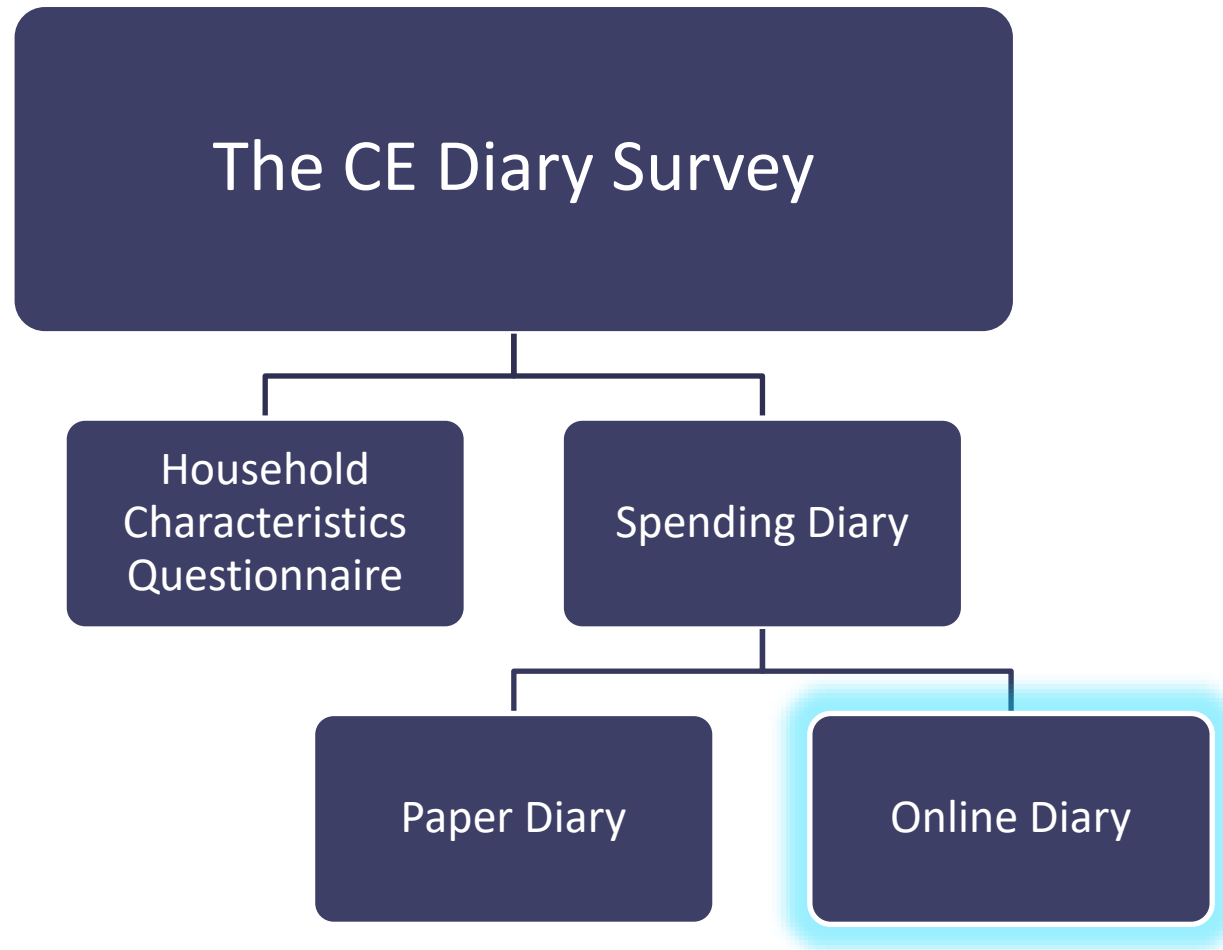 The CE Diary Survey
Household
Characteristics
Questionnaire
Spending Diary
Paper Diary
Online Diary